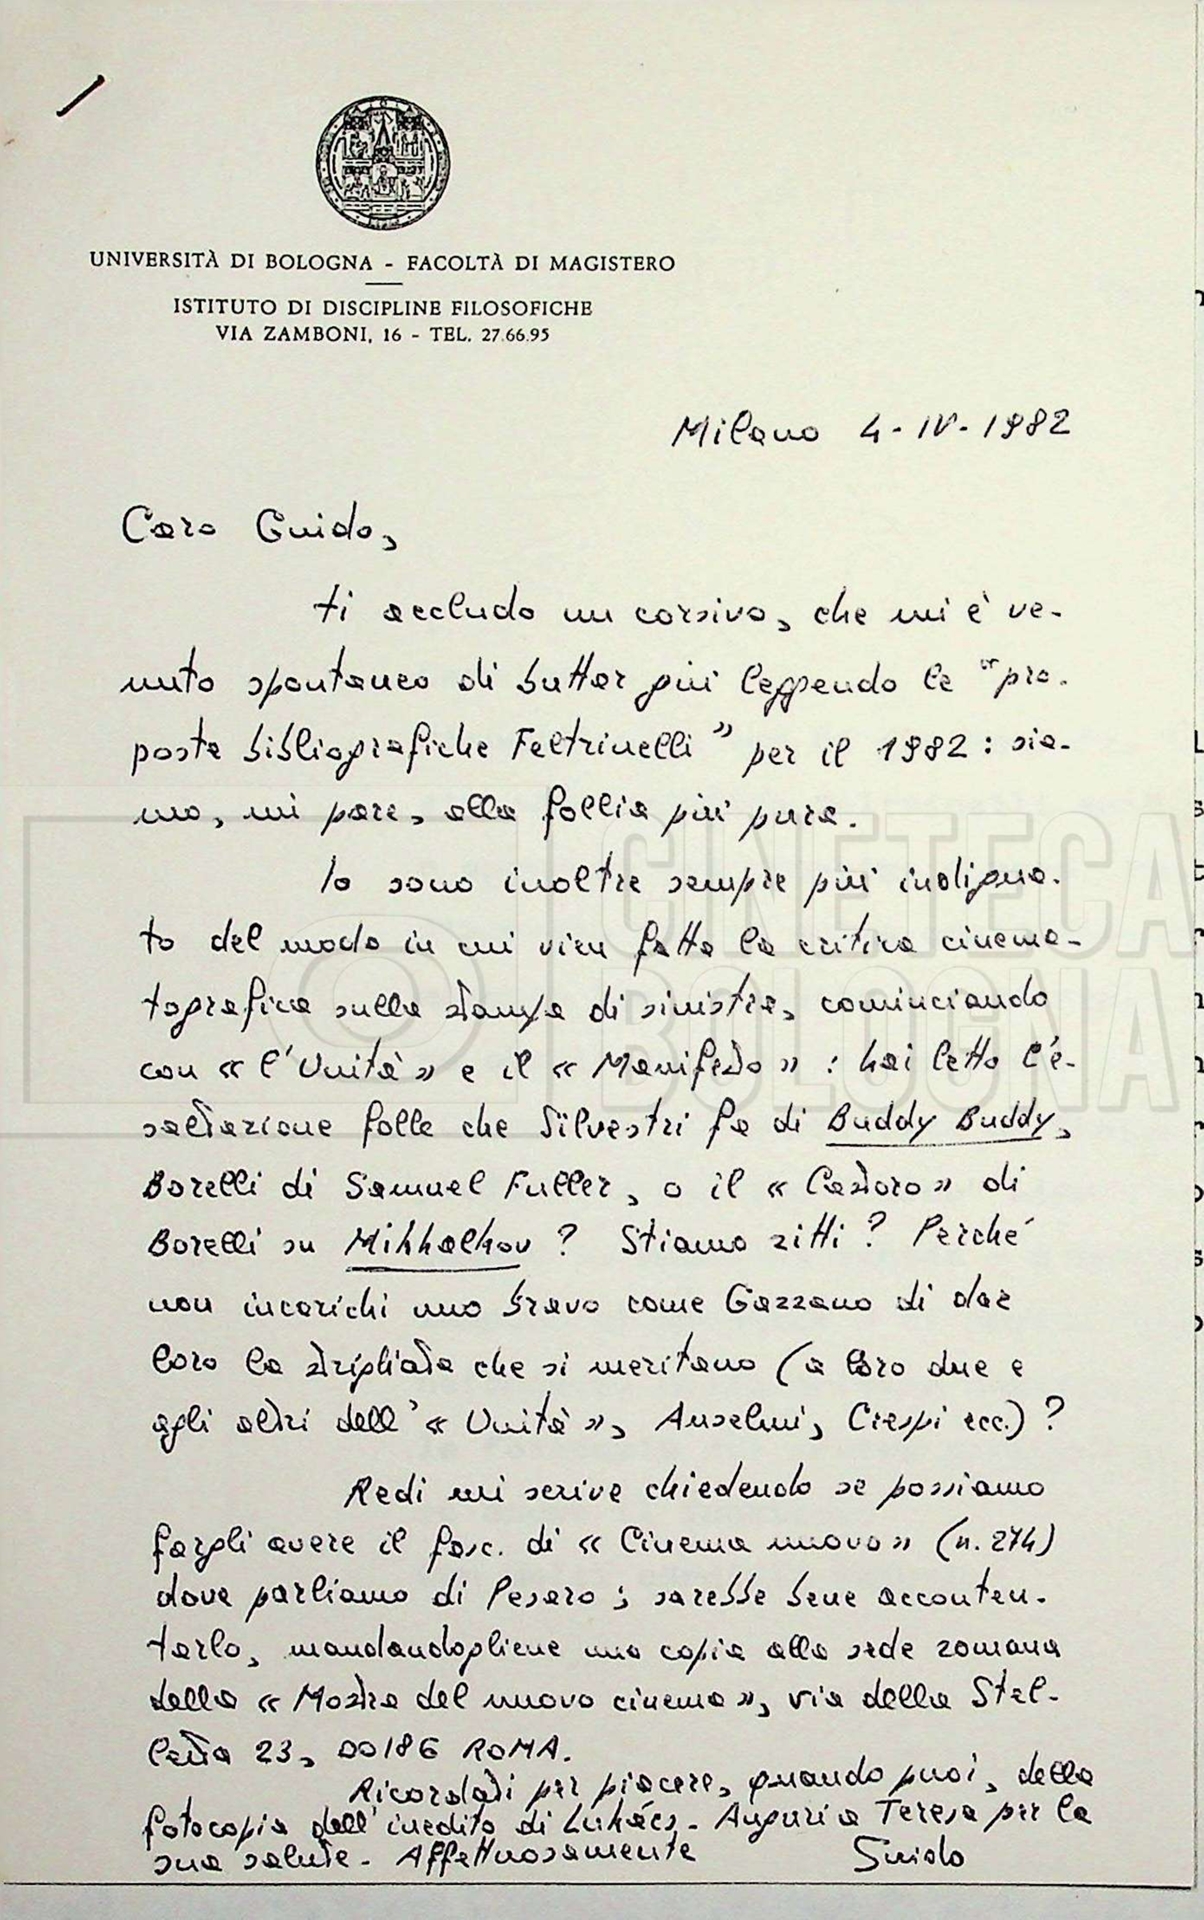 UNIVERSITÀ DI BOLOGNA - FACOLTÀ DI MAGISTERO
ISTITUTO DI DISCIPLINE FILOSOFICHE
VIA ZAMBONI, 16 - TEL. 27.66.95
Milano 4-IV-1982
Caro Guido,
ti accludo un corsivo, che mi è ve-
nuto spontaneo di buttar giù leggendo le "pro-
poste bibliografiche Feltrinelli" per il 1982: sia-
mo, mi pare, alla follia più pura.
Io sono inoltre sempre più indigna-
to del modo in cui vien fatta la critica cinema-
tografica sulla stampa di sinistra, cominciando
con « l'Unità » e il « Manifesto » : hai letto l'e-
saltazione folle che Silvestri fa di Buddy Buddy,
Borelli di Samuel Fuller, o il « Castoro » di
Borelli su Mikhalkov ? Stiamo zitti ? Perché
non incarichi uno bravo come Gazzano di dar
loro la strigliata che si meritano (a loro due e
agli altri dell' « Unità », Anselmi, Crespi ecc.) ?
Redi mi scrive chiedendo se possiamo
fargli avere il fasc. di « Cinema nuovo » (n. 274)
dove parliamo di Pesaro ; sarebbe bene acconten-
tarlo, mandandogliene una copia alla sede romana
della « Mostra del nuovo cinema », via della Stel-
letta 23, 00186 ROMA.
Ricordati per piacere, quando puoi, della
fotocopia dell'inedito di Lukács. Auguri a Teresa per la
sua salute. Affettuosamente Guido
CINETECA
BOLOGNA